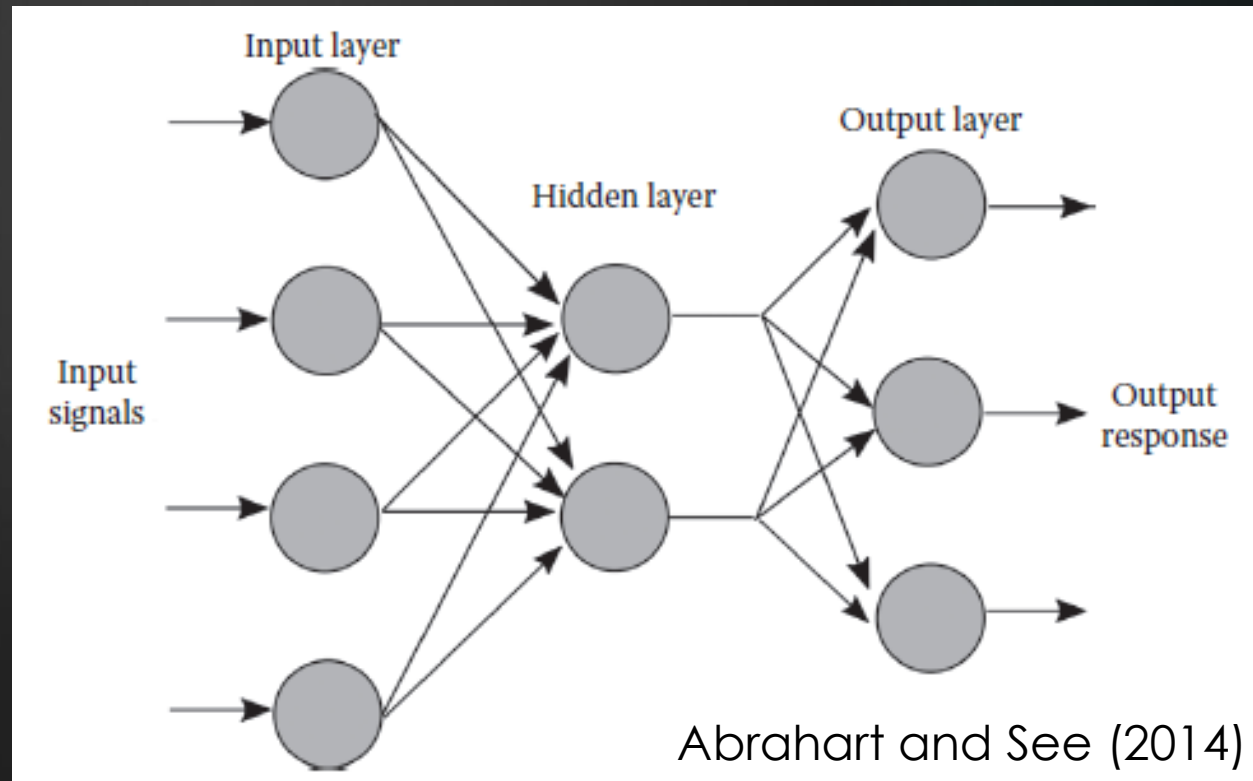 Input layer
Output layer
Hidden layer
Input
signals
Output
response
Abrahart and See (2014)